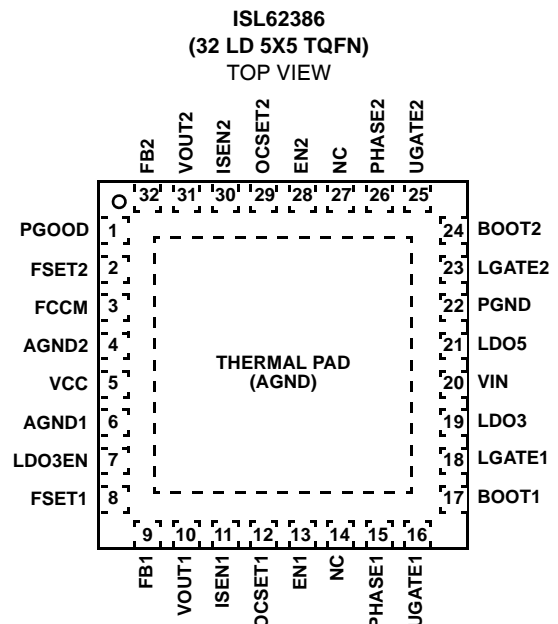 ISL62386
(32 LD 5X5 TQFN)
TOP VIEW
FB2
VOUT2
ISEN2
OCSET2
EN2
NC
PHASE2
UGATE2
32 31 30 29 28 27 26 25
PGOOD 1
FSET2 2
FCCM 3
AGND2 4
VCC 5
AGND1 6
LDO3EN 7
FSET1 8
THERMAL PAD
(AGND)
24 BOOT2
23 LGATE2
22 PGND
21 LDO5
20 VIN
19 LDO3
18 LGATE1
17 BOOT1
9 10 11 12 13 14 15 16
FB1
VOUT1
ISEN1
OCSET1
EN1
NC
PHASE1
UGATE1